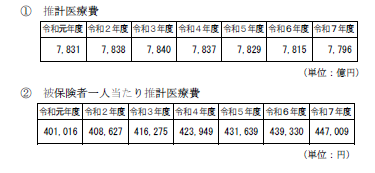 ① 推計医療費
令和元年度 令和２年度 令和３年度 令和４年度 令和５年度 令和６年度 令和７年度
7,831 7,838 7,840 7,837 7,829 7,815 7,796
（単位：億円）
② 被保険者一人当たり推計医療費
令和元年度 令和２年度 令和３年度 令和４年度 令和５年度 令和６年度 令和７年度
401,016 408,627 416,275 423,949 431,639 439,330 447,009
（単位：円）